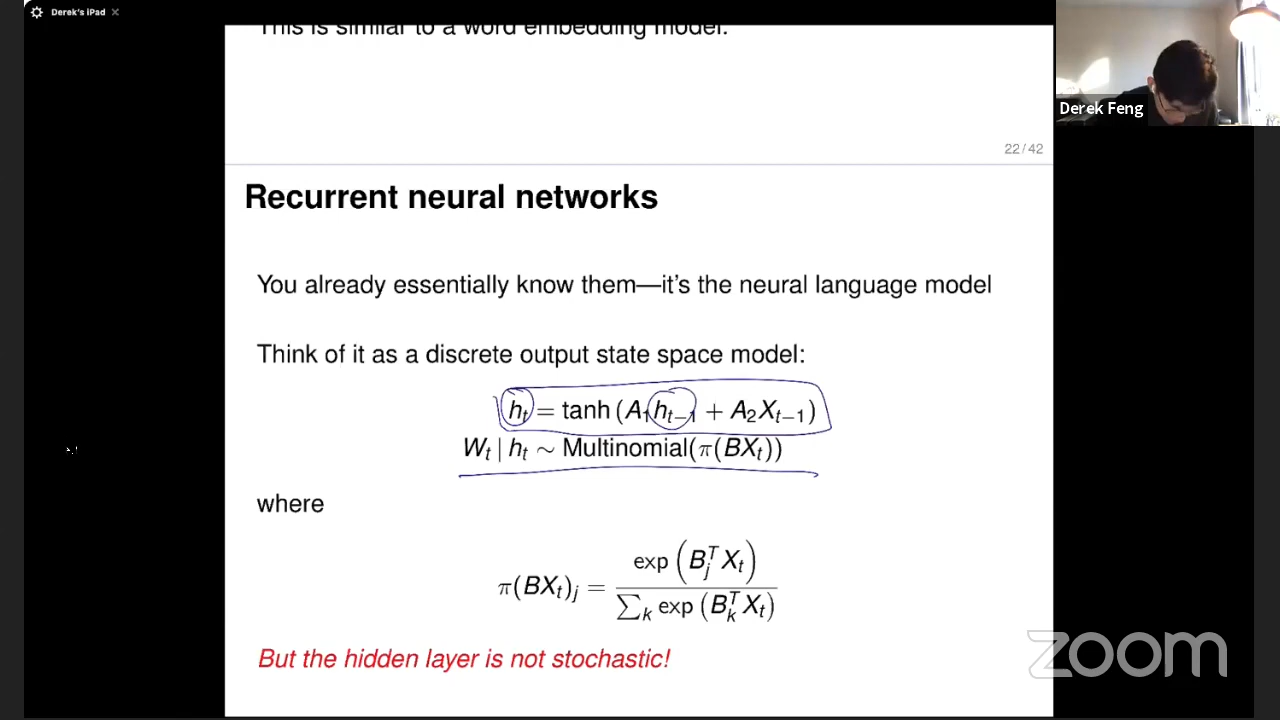 Derek's iPad
This is similar to a word embedding model.
Derek Feng
22/42
Recurrent neural networks
You already essentially know them—it's the neural language model
Think of it as a discrete output state space model:
h_t = tanh (A_1 h_{t−1} + A_2 X_{t−1})
W_t | h_t ∼ Multinomial(π(BX_t))
where
π(BX_t)_j = exp (B_j^T X_t) / ∑_k exp (B_k^T X_t)
But the hidden layer is not stochastic!
zoom